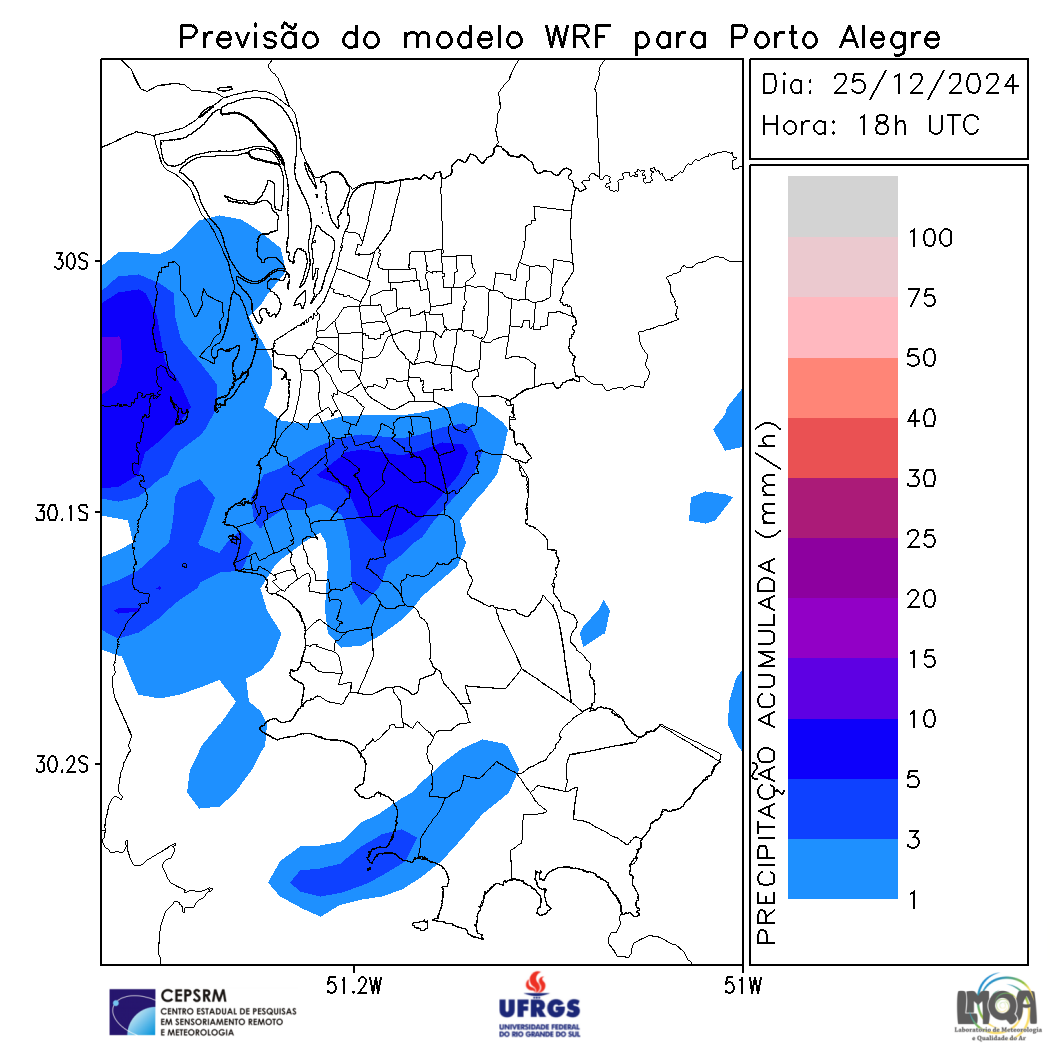 Previsão do modelo WRF para Porto Alegre
Dia: 25/12/2024
Hora: 18h UTC
30S
30.1S
30.2S
51.2W
51W
PRECIPITAÇÃO ACUMULADA (mm/h)
100
75
50
40
30
25
20
15
10
5
3
1
CEPSRM
CENTRO ESTADUAL DE PESQUISAS
EM SENSORIAMENTO REMOTO
E METEOROLOGIA
UFRGS
UNIVERSIDADE FEDERAL
DO RIO GRANDE DO SUL
LMQA
Laboratório de Meteorologia
e Qualidade do Ar